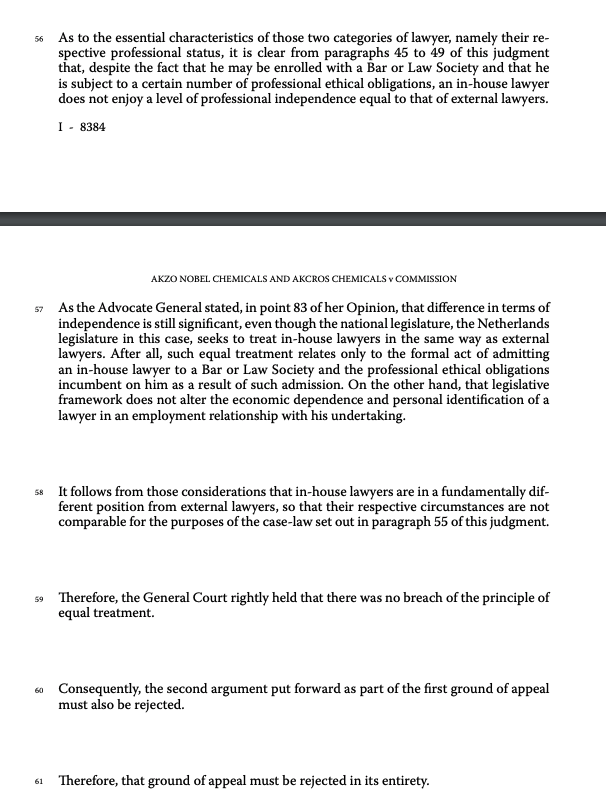 56 As to the essential characteristics of those two categories of lawyer, namely their re-
spective professional status, it is clear from paragraphs 45 to 49 of this judgment
that, despite the fact that he may be enrolled with a Bar or Law Society and that he
is subject to a certain number of professional ethical obligations, an in-house lawyer
does not enjoy a level of professional independence equal to that of external lawyers.
I - 8384
AKZO NOBEL CHEMICALS AND AKCROS CHEMICALS v COMMISSION
57 As the Advocate General stated, in point 83 of her Opinion, that difference in terms of
independence is still significant, even though the national legislature, the Netherlands
legislature in this case, seeks to treat in-house lawyers in the same way as external
lawyers. After all, such equal treatment relates only to the formal act of admitting
an in-house lawyer to a Bar or Law Society and the professional ethical obligations
incumbent on him as a result of such admission. On the other hand, that legislative
framework does not alter the economic dependence and personal identification of a
lawyer in an employment relationship with his undertaking.
58 It follows from those considerations that in-house lawyers are in a fundamentally dif-
ferent position from external lawyers, so that their respective circumstances are not
comparable for the purposes of the case-law set out in paragraph 55 of this judgment.
59 Therefore, the General Court rightly held that there was no breach of the principle of
equal treatment.
60 Consequently, the second argument put forward as part of the first ground of appeal
must also be rejected.
61 Therefore, that ground of appeal must be rejected in its entirety.